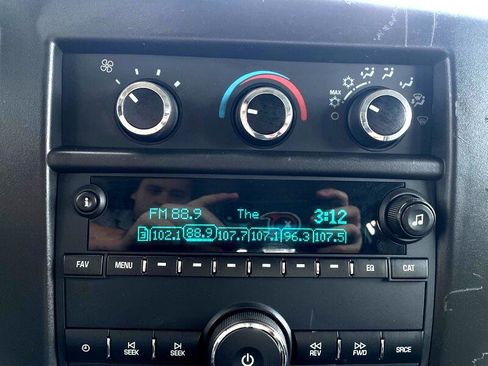 MAX
FM 88.9 The 3:12
102.1 88.9 107.7 107.1 96.3 107.5
FAV MENU EQ CAT
SEEK SEEK REV FWD SRCE